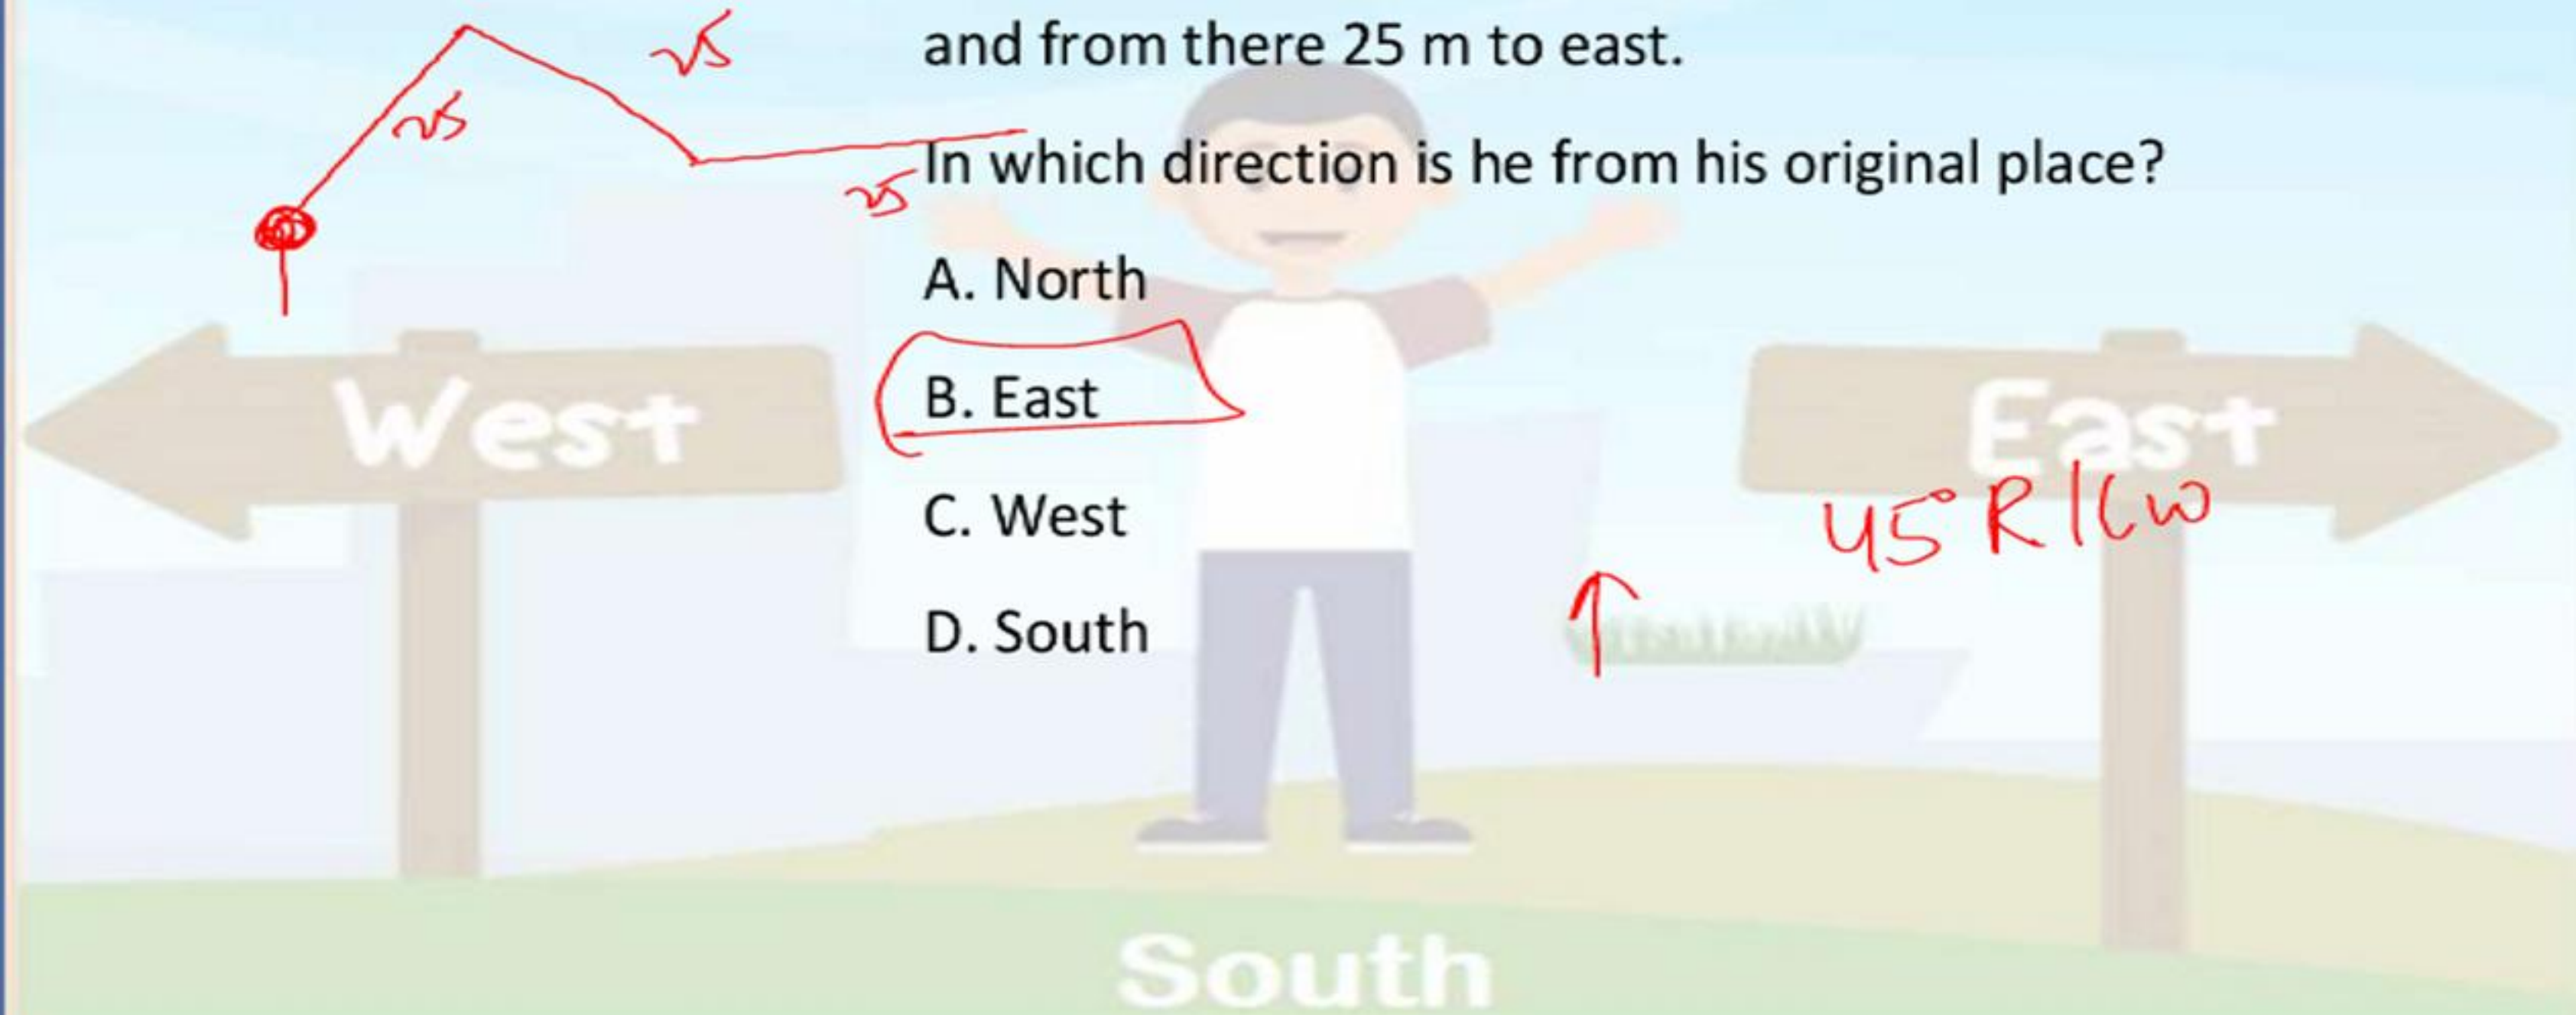 and from there 25 m to east.
25
25
In which direction is he from his original place?
25
A. North
B. East
C. West
D. South
West
East
45° R / CW
South